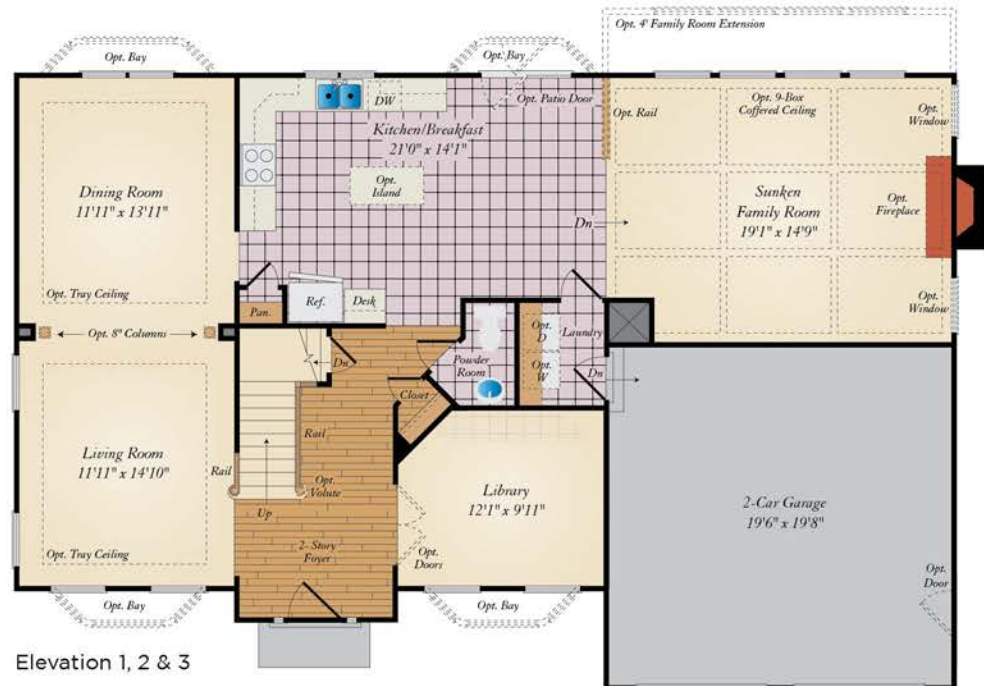 Opt. 4' Family Room Extension
Opt. Bay
Opt. Bay
DW
Opt. Patio Door
Opt. Rail
Opt. 9-Box
Coffered Ceiling
Opt.
Window
Kitchen/Breakfast
21'0" x 14'1"
Opt.
Island
Dining Room
11'11" x 13'11"
Sunken
Family Room
19'1" x 14'9"
Opt.
Fireplace
Dn
Opt. Tray Ceiling
Pan.
Ref.
Desk
Opt.
Window
Opt. 8" Columns
Dn
Powder
Room
Opt.
D
Opt.
W
Laundry
Dn
Closet
Living Room
11'11" x 14'10"
Rail
Rail
Opt.
Volute
Up
Library
12'1" x 9'11"
2-Car Garage
19'6" x 19'8"
2-Story
Foyer
Opt.
Doors
Opt. Tray Ceiling
Opt.
Door
Opt. Bay
Opt. Bay
Elevation 1, 2 & 3